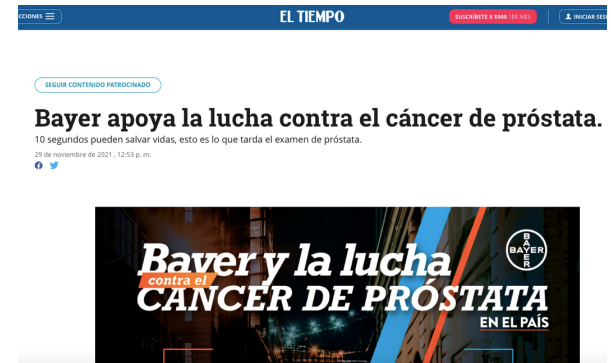 CCIONES
EL TIEMPO
SUSCRÍBETE X $900 1ER MES
INICIAR SES
SEGUIR CONTENIDO PATROCINADO
Bayer apoya la lucha contra el cáncer de próstata.
10 segundos pueden salvar vidas, esto es lo que tarda el examen de próstata.
29 de noviembre de 2021 , 12:53 p. m.
Bayer y la lucha
contra el
CÁNCER DE PRÓSTATA
EN EL PAÍS
BAYER
BAYER